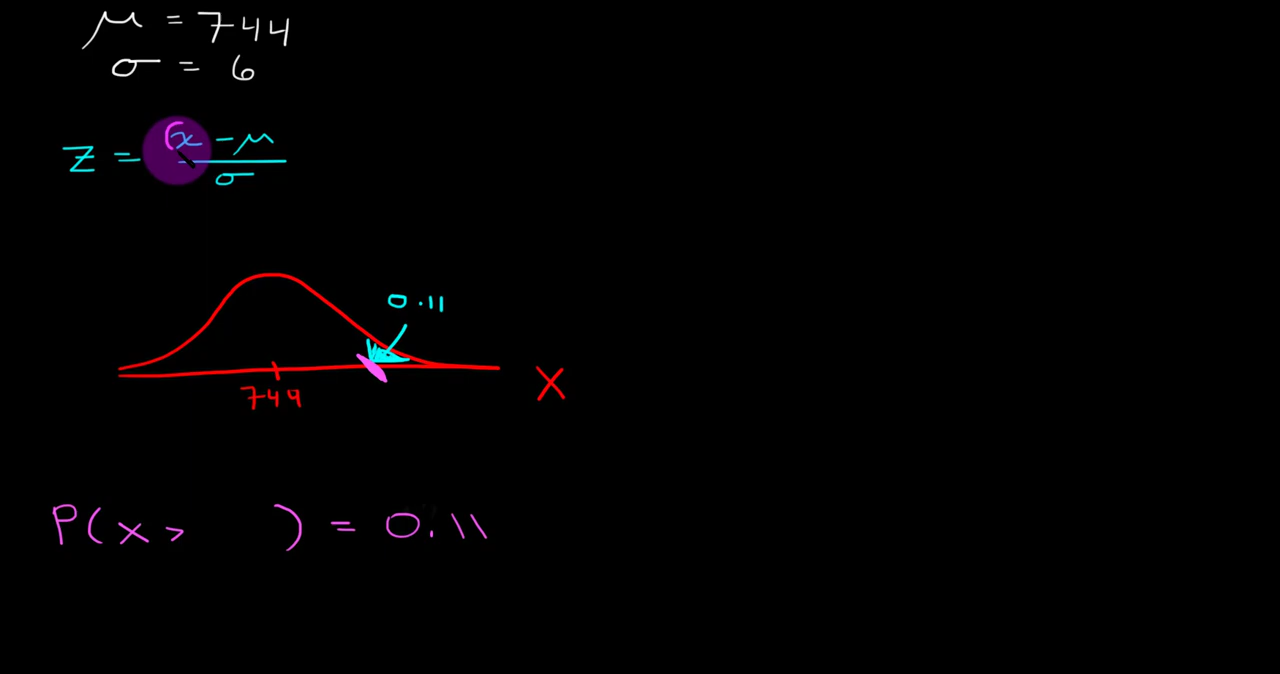 μ = 744
σ = 6
z = (x - μ
σ
0.11
744
X
P(x > ) = 0.11